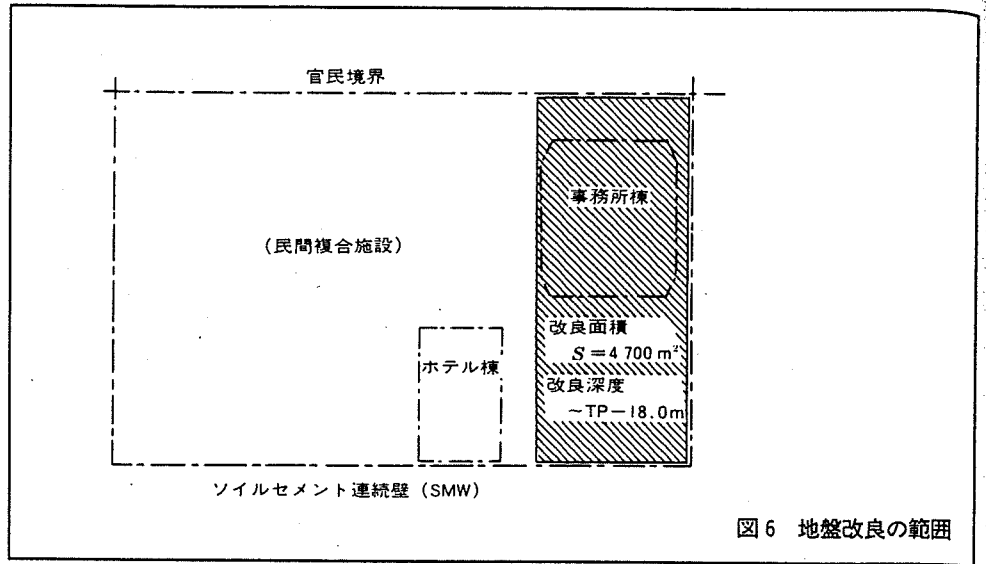 官民境界
事務所棟
(民間複合施設)
改良面積
S=4 700 m²
ホテル棟
改良深度
~TP-18.0m
ソイルセメント連続壁 (SMW)
図6 地盤改良の範囲